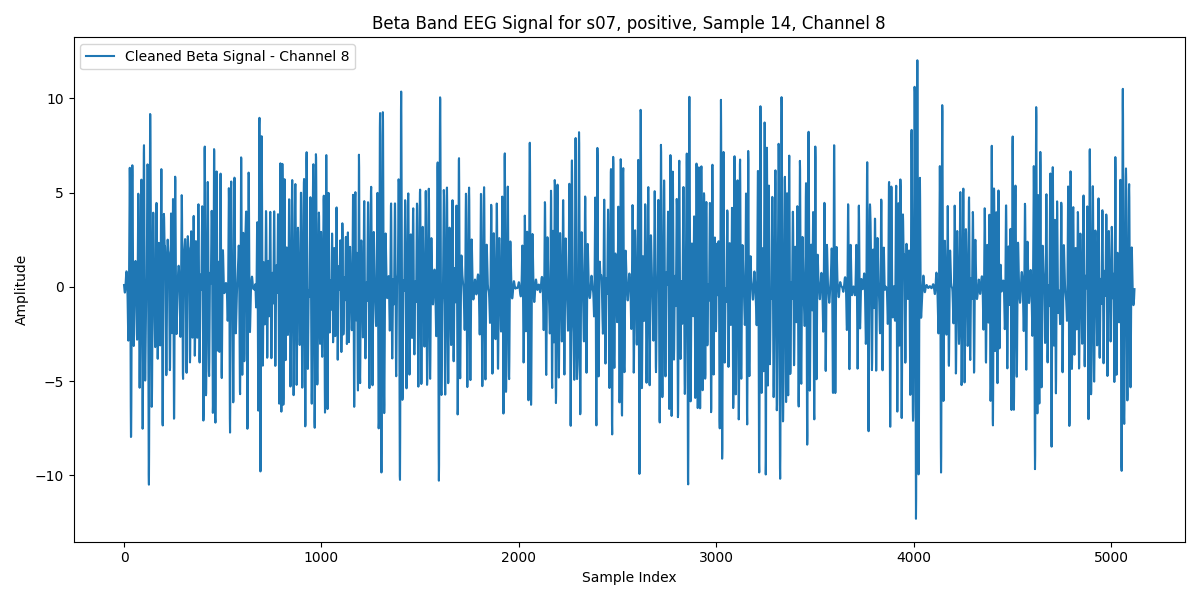 Beta Band EEG Signal for s07, positive, Sample 14, Channel 8
Cleaned Beta Signal - Channel 8
Amplitude
10
5
0
−5
−10
0 1000 2000 3000 4000 5000
Sample Index